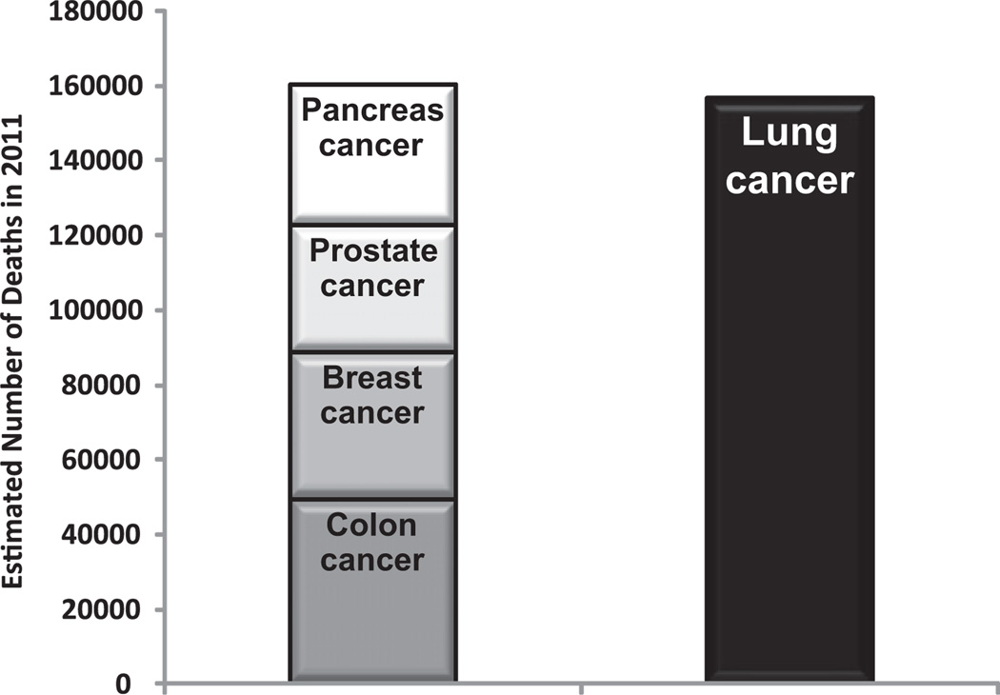 Estimated Number of Deaths in 2011
180000
160000
140000
120000
100000
80000
60000
40000
20000
0
Pancreas
cancer
Prostate
cancer
Breast
cancer
Colon
cancer
Lung
cancer